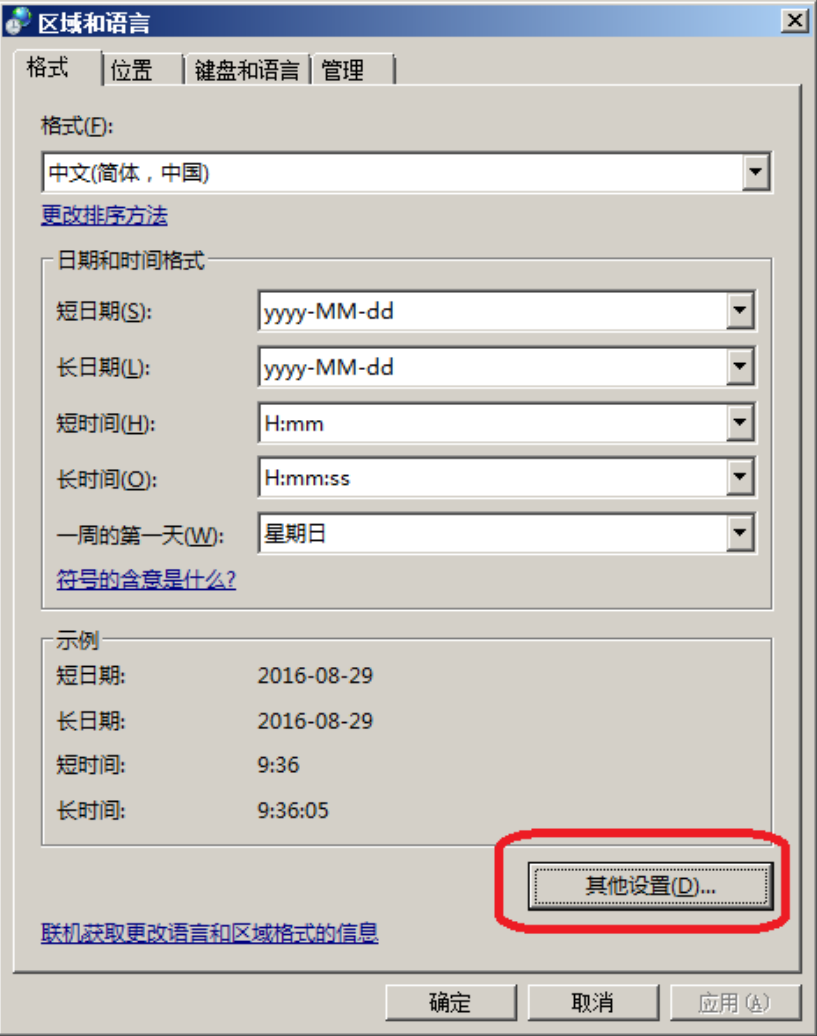 区域和语言
格式 位置 键盘和语言 管理
格式(F):
中文(简体，中国)
更改排序方法
日期和时间格式
短日期(S): yyyy-MM-dd
长日期(L): yyyy-MM-dd
短时间(H): H:mm
长时间(O): H:mm:ss
一周的第一天(W): 星期日
符号的含意是什么?
示例
短日期: 2016-08-29
长日期: 2016-08-29
短时间: 9:36
长时间: 9:36:05
其他设置(D)...
联机获取更改语言和区域格式的信息
确定 取消 应用(A)